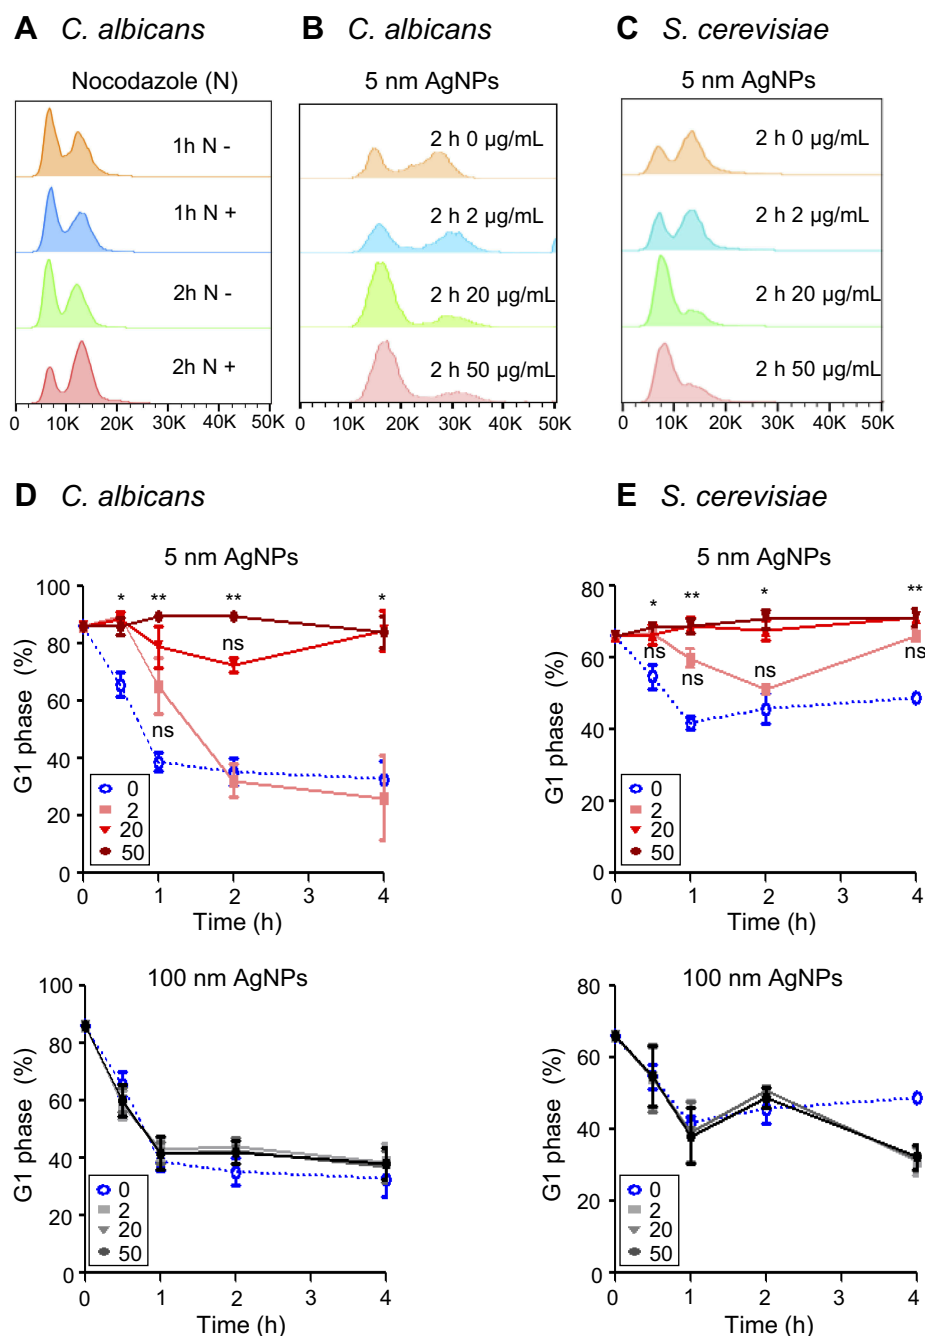 A C. albicans
B C. albicans
C S. cerevisiae
Nocodazole (N)
5 nm AgNPs
5 nm AgNPs
1h N -
1h N +
2h N -
2h N +
0 10K 20K 30K 40K 50K
2 h 0 µg/mL
2 h 2 µg/mL
2 h 20 µg/mL
2 h 50 µg/mL
0 10K 20K 30K 40K 50K
2 h 0 µg/mL
2 h 2 µg/mL
2 h 20 µg/mL
2 h 50 µg/mL
0 10K 20K 30K 40K 50K
D C. albicans
5 nm AgNPs
G1 phase (%)
100
80
60
40
20
0
* ** ** *
ns
ns
0
2
20
50
0 1 2 3 4
Time (h)
E S. cerevisiae
5 nm AgNPs
G1 phase (%)
80
60
40
20
0
* ** * **
ns ns ns ns
0
2
20
50
0 1 2 3 4
Time (h)
100 nm AgNPs
G1 phase (%)
100
80
60
40
20
0
0
2
20
50
0 1 2 3 4
Time (h)
100 nm AgNPs
G1 phase (%)
80
60
40
20
0
0
2
20
50
0 1 2 3 4
Time (h)